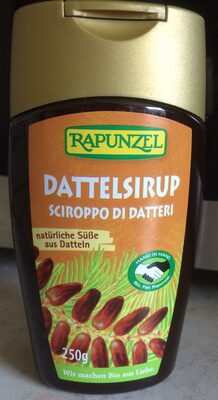 RAPUNZEL
DATTELSIRUP
SCIROPPO DI DATTERI
natürliche Süße
aus Datteln
HAND IN HAND
250g
Wir machen Bio aus Liebe.